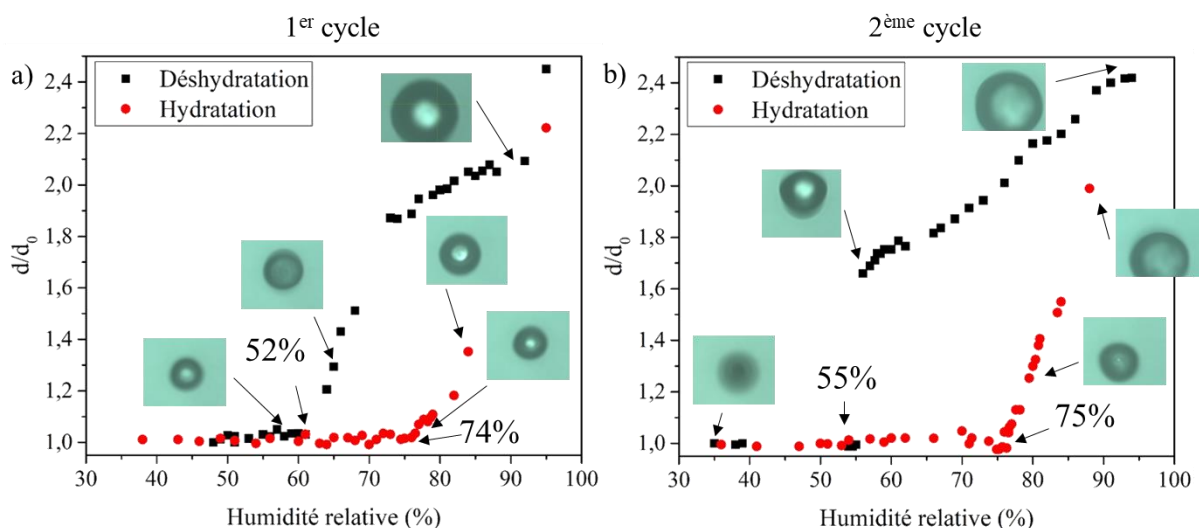 1er cycle
2ème cycle
a)
Déshydratation
Hydratation
2,4
2,2
2,0
1,8
1,6
1,4
1,2
1,0
d/d0
52%
74%
30 40 50 60 70 80 90 100
Humidité relative (%)
b)
Déshydratation
Hydratation
2,4
2,2
2,0
1,8
1,6
1,4
1,2
1,0
d/d0
55%
75%
30 40 50 60 70 80 90 100
Humidité relative (%)